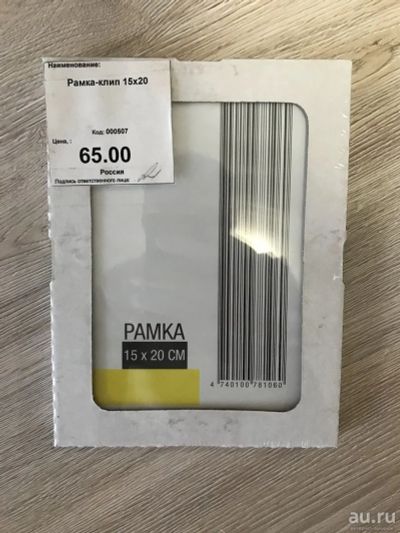 Наименование:
Рамка-клип 15х20
Код: 000507
Цена, :
65.00
Россия
Подпись ответственного лица:
РАМКА
15 x 20 СМ
4 740100 781060
au.ru